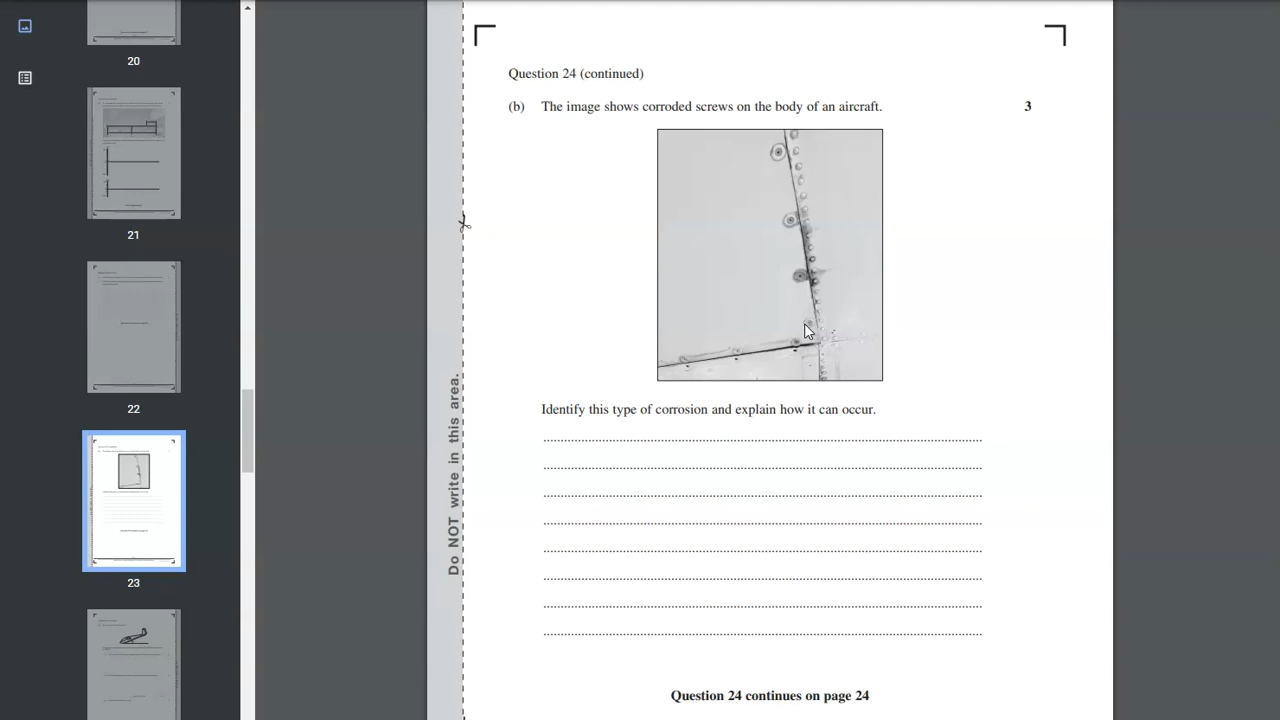 20
21
22
23
Do NOT write in this area.
Question 24 (continued)
(b) The image shows corroded screws on the body of an aircraft. 3
Identify this type of corrosion and explain how it can occur.
Question 24 continues on page 24